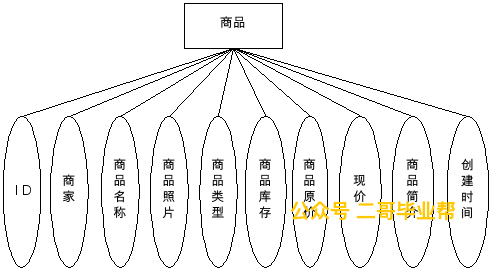 商品
ID
商家
商品名称
商品照片
商品类型
商品库存
商品原价
现价
商品简介
创建时间
公众号 二哥毕业帮